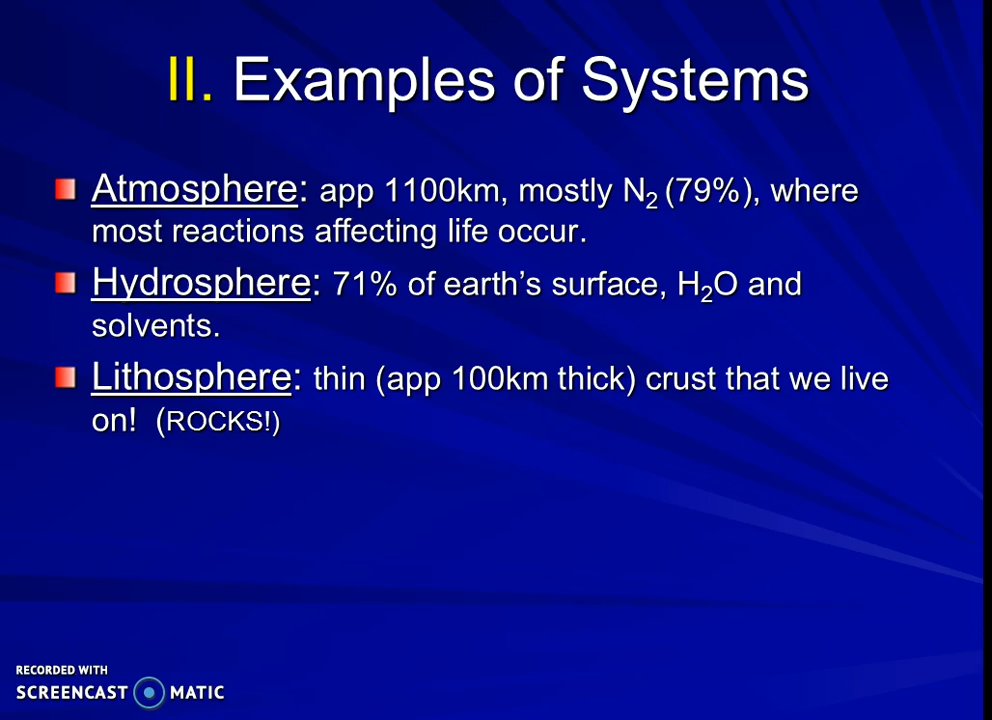 II. Examples of Systems
Atmosphere: app 1100km, mostly N₂ (79%), where
most reactions affecting life occur.
Hydrosphere: 71% of earth’s surface, H₂O and
solvents.
Lithosphere: thin (app 100km thick) crust that we live
on!  (ROCKS!)
RECORDED WITH
SCREENCAST MATIC